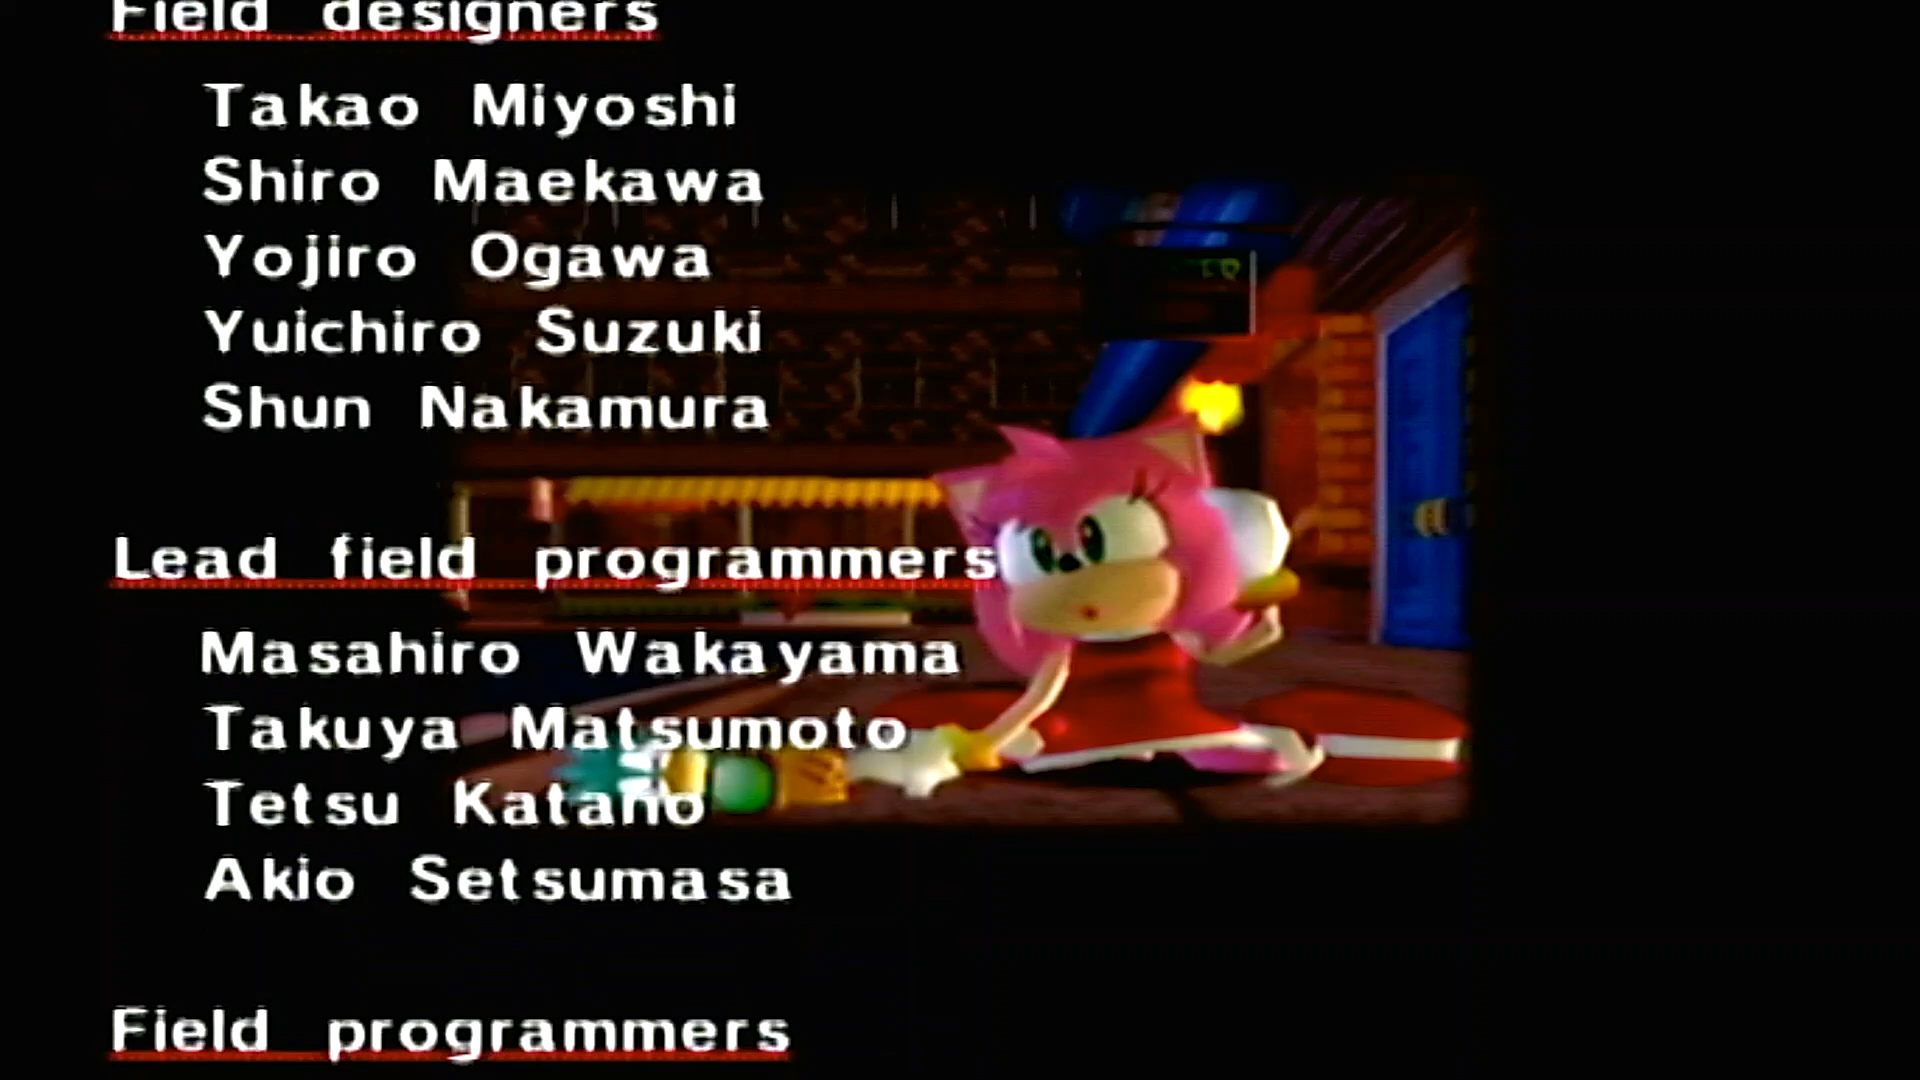 Field designers
Takao Miyoshi
Shiro Maekawa
Yojiro Ogawa
Yuichiro Suzuki
Shun Nakamura
Lead field programmers
Masahiro Wakayama
Takuya Matsumoto
Tetsu Katano
Akio Setsumasa
Field programmers